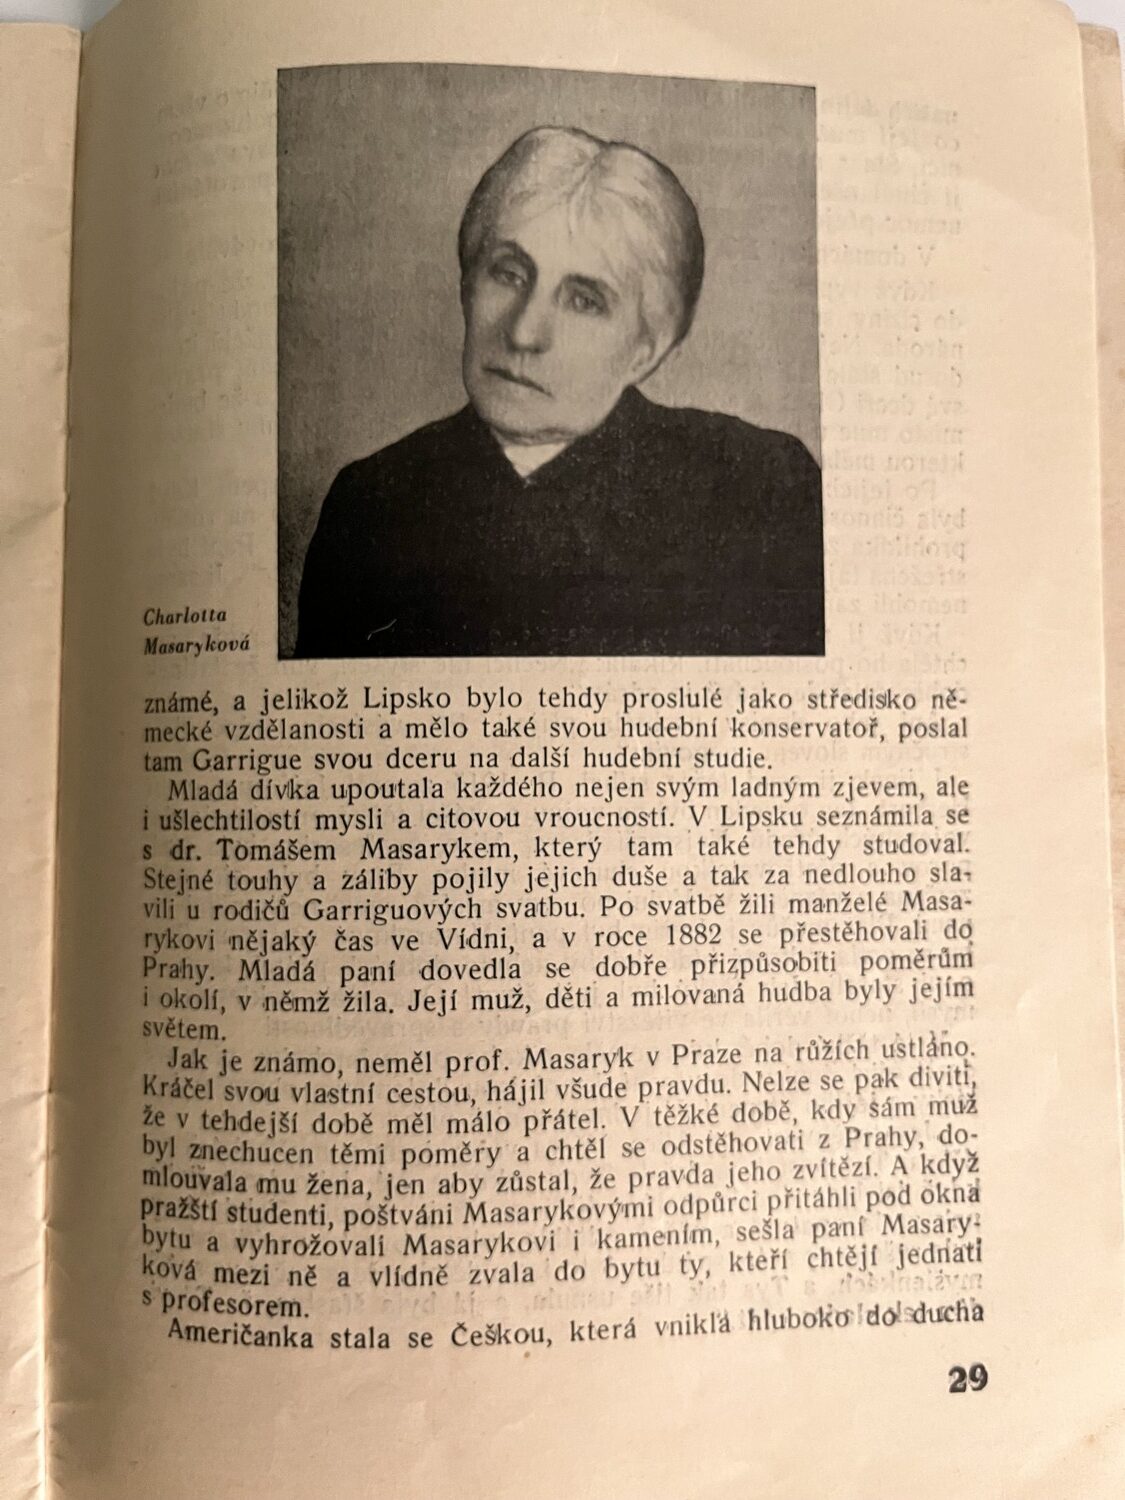 Charlotta
Masaryková
známé, a jelikož Lipsko bylo tehdy proslulé jako středisko ně-
mecké vzdělanosti a mělo také svou hudební konservatoř, poslal
tam Garrigue svou dceru na další hudební studie.
Mladá dívka upoutala každého nejen svým ladným zjevem, ale
i ušlechtilostí mysli a citovou vroucností. V Lipsku seznámila se
s dr. Tomášem Masarykem, který tam také tehdy studoval.
Stejné touhy a záliby pojily jejich duše a tak za nedlouho sla-
vili u rodičů Garriguových svatbu. Po svatbě žili manželé Masa-
rykovi nějaký čas ve Vídni, a v roce 1882 se přestěhovali do
Prahy. Mladá paní dovedla se dobře přizpůsobiti poměrům
i okolí, v němž žila. Její muž, děti a milovaná hudba byly jejím
světem.
Jak je známo, neměl prof. Masaryk v Praze na růžích ustláno.
Kráčel svou vlastní cestou, hájil všude pravdu. Nelze se pak diviti,
že v tehdejší době měl málo přátel. V těžké době, kdy sám muž
byl znechucen těmi poměry a chtěl se odstěhovati z Prahy, do-
mlouvala mu žena, jen aby zůstal, že pravda jeho zvítězí. A když
pražští studenti, poštváni Masarykovými odpůrci přitáhli pod okna
bytu a vyhrožovali Masarykovi i kamením, sešla paní Masary-
ková mezi ně a vlídně zvala do bytu ty, kteří chtějí jednati
s profesorem.
Američanka stala se Češkou, která vnikla hluboko do ducha
29